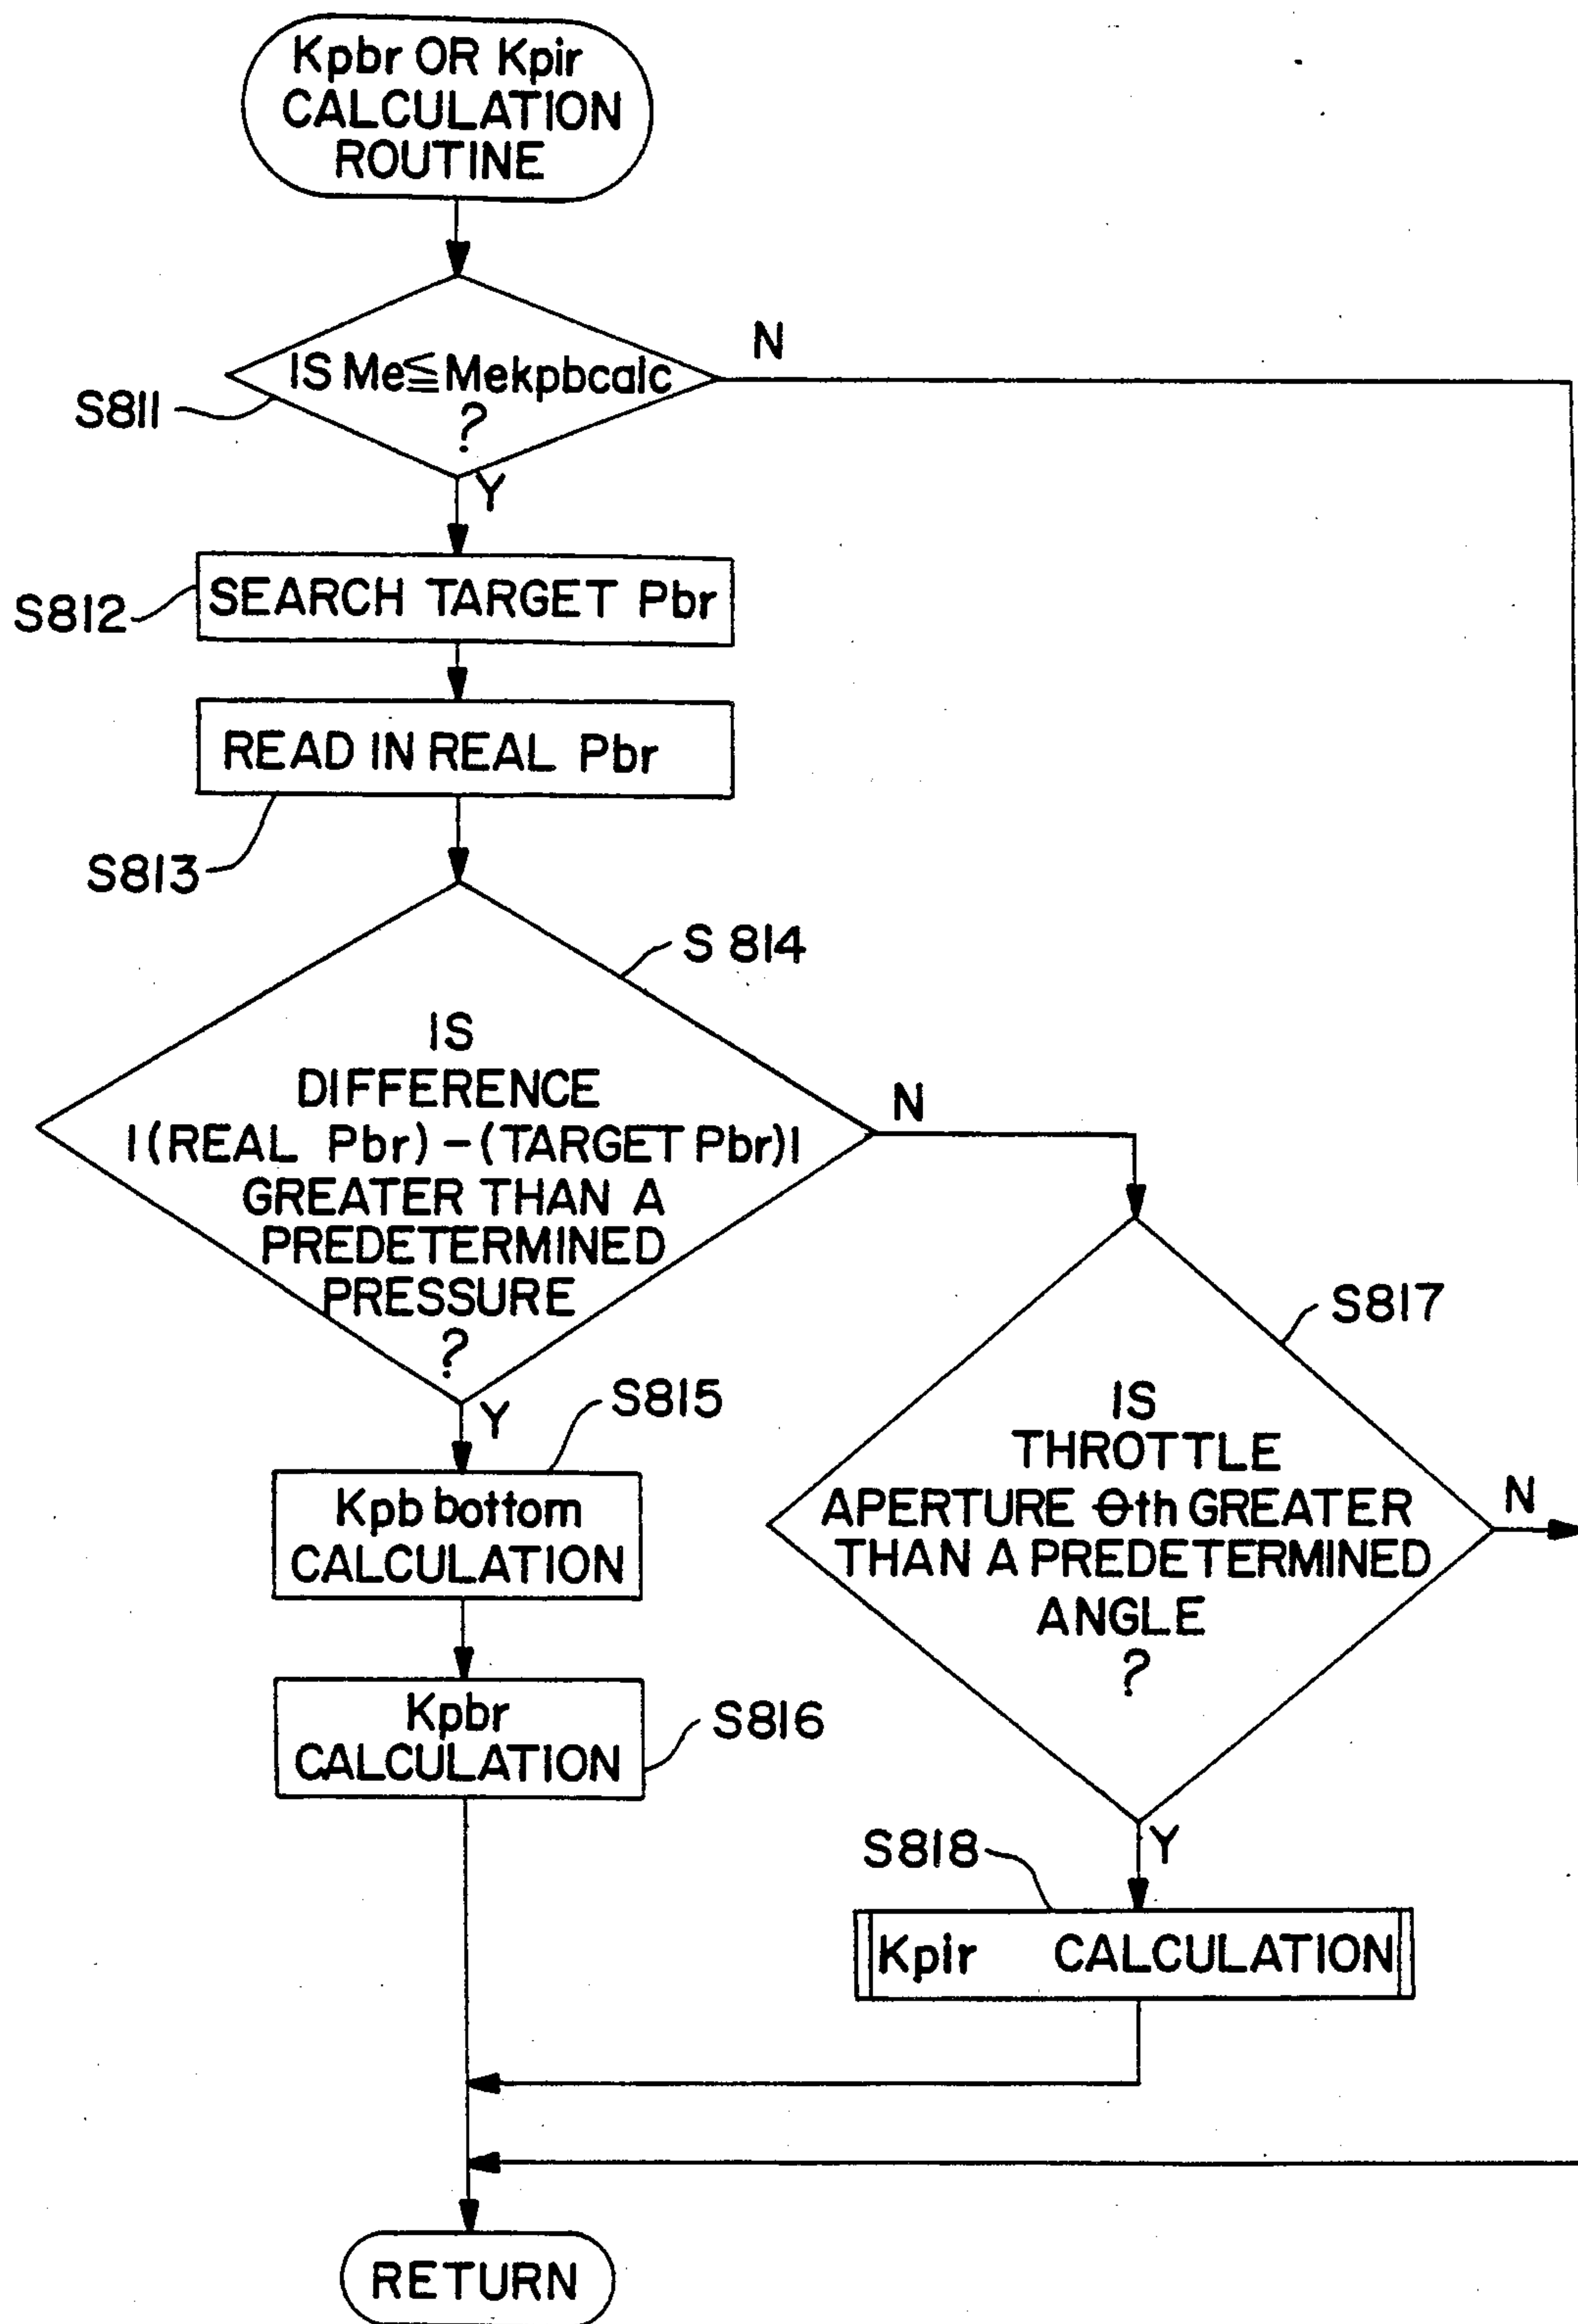 Kpbr OR Kpir
CALCULATION
ROUTINE
N
IS Me≦Mekpbcalc
?
S811
Y
SEARCH TARGET Pbr
S812
READ IN REAL Pbr
S813
S 814
IS
DIFFERENCE
|(REAL Pbr) - (TARGET Pbr)|
GREATER THAN A
PREDETERMINED
PRESSURE
?
N
Y
S815
Kpb bottom
CALCULATION
Kpbr
CALCULATION
S816
S817
IS
THROTTLE
APERTURE θth GREATER
THAN A PREDETERMINED
ANGLE
?
N
Y
S818
Kpir CALCULATION
RETURN